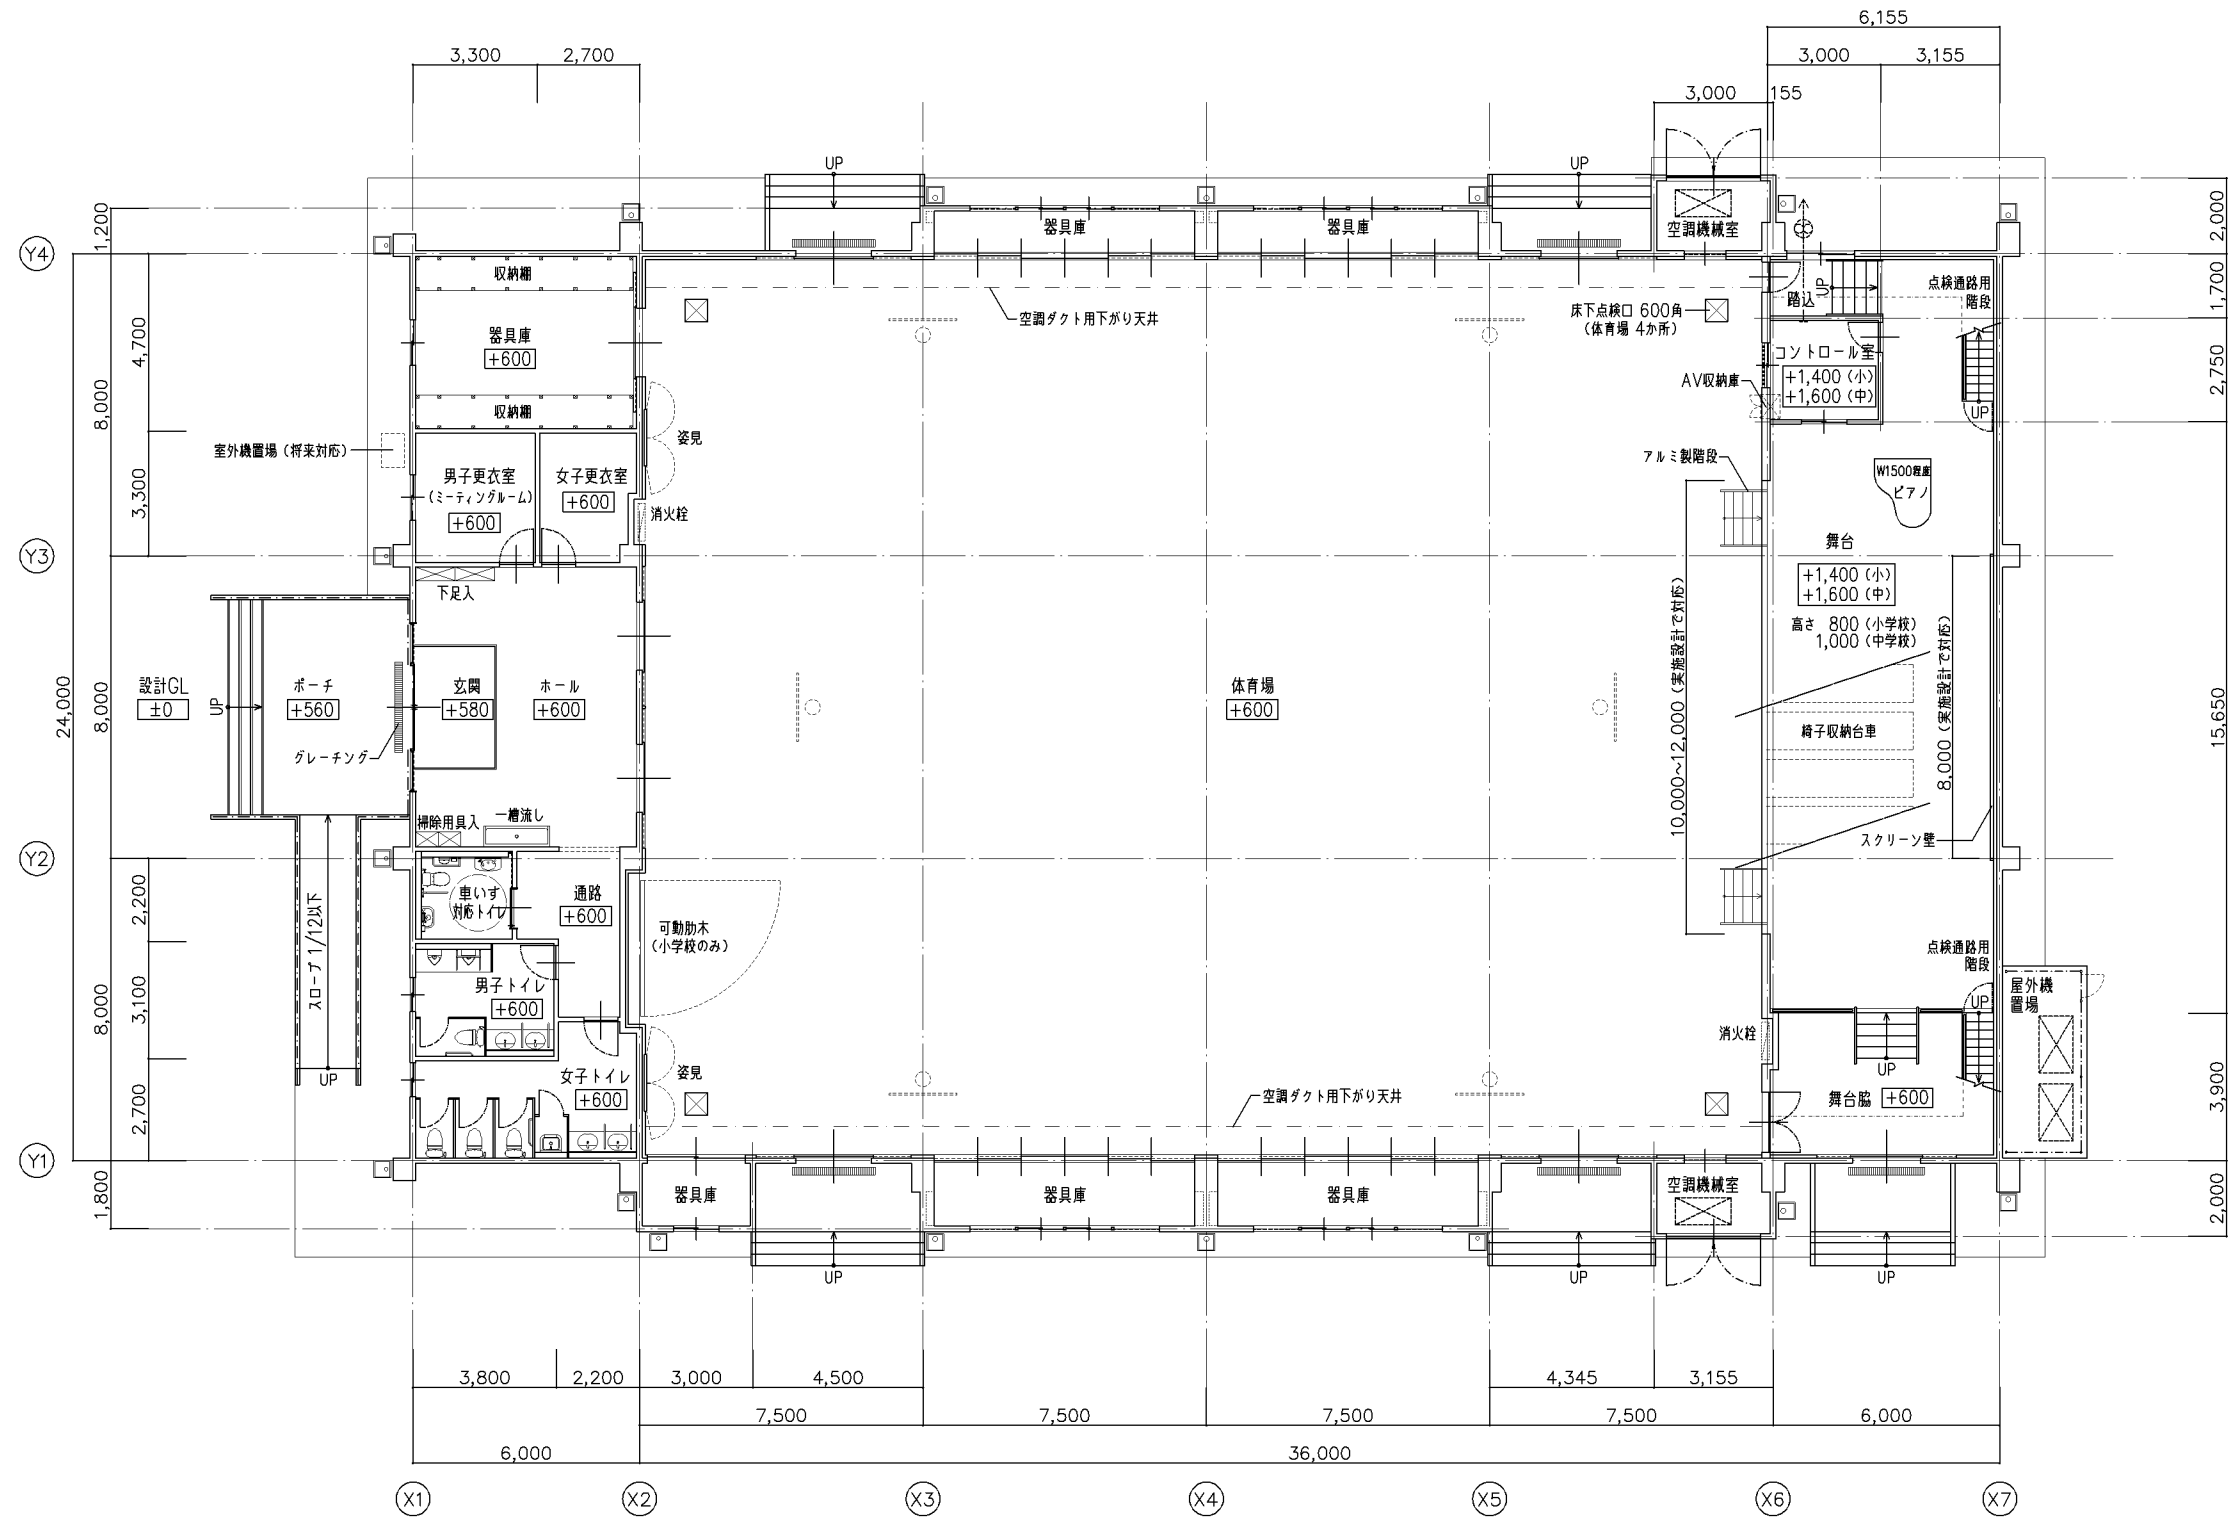 6,155
3,300
2,700
3,000
3,155
3,000
155
UP
UP
1,200
2,000
器具庫
器具庫
空調機械室
Y4
収納棚
点検通路用
階段
踏込
UP
1,700
空調ダクト用下がり天井
床下点検口 600角
(体育場 4か所)
4,700
器具庫
+600
コントロール室
+1,400 (小)
+1,600 (中)
2,750
AV収納庫
8,000
収納棚
UP
姿見
室外機置場 (将来対応)
アルミ製階段
男子更衣室
(ミーティングルーム)
+600
女子更衣室
+600
W1500程度
ピアノ
3,300
消火栓
舞台
Y3
+1,400 (小)
+1,600 (中)
下足入
高さ 800 (小学校)
1,000 (中学校)
10,000~12,000 (実施設計で対応)
8,000 (実施設計で対応)
24,000
8,000
設計GL
±0
UP
ポーチ
+560
玄関
+580
ホール
+600
体育場
+600
15,650
椅子収納台車
グレーチング
掃除用具入
一槽流し
スクリーン壁
Y2
2,200
車いす
対応トイレ
通路
+600
可動肋木
(小学校のみ)
スロープ 1/12以下
点検通路用
階段
8,000
3,100
男子トイレ
+600
UP
屋外機
置場
消火栓
UP
UP
姿見
女子トイレ
+600
空調ダクト用下がり天井
舞台脇
+600
2,700
3,900
Y1
1,800
器具庫
器具庫
器具庫
空調機械室
2,000
UP
UP
UP
3,800
2,200
3,000
4,500
4,345
3,155
7,500
7,500
7,500
7,500
6,000
6,000
36,000
X1
X2
X3
X4
X5
X6
X7